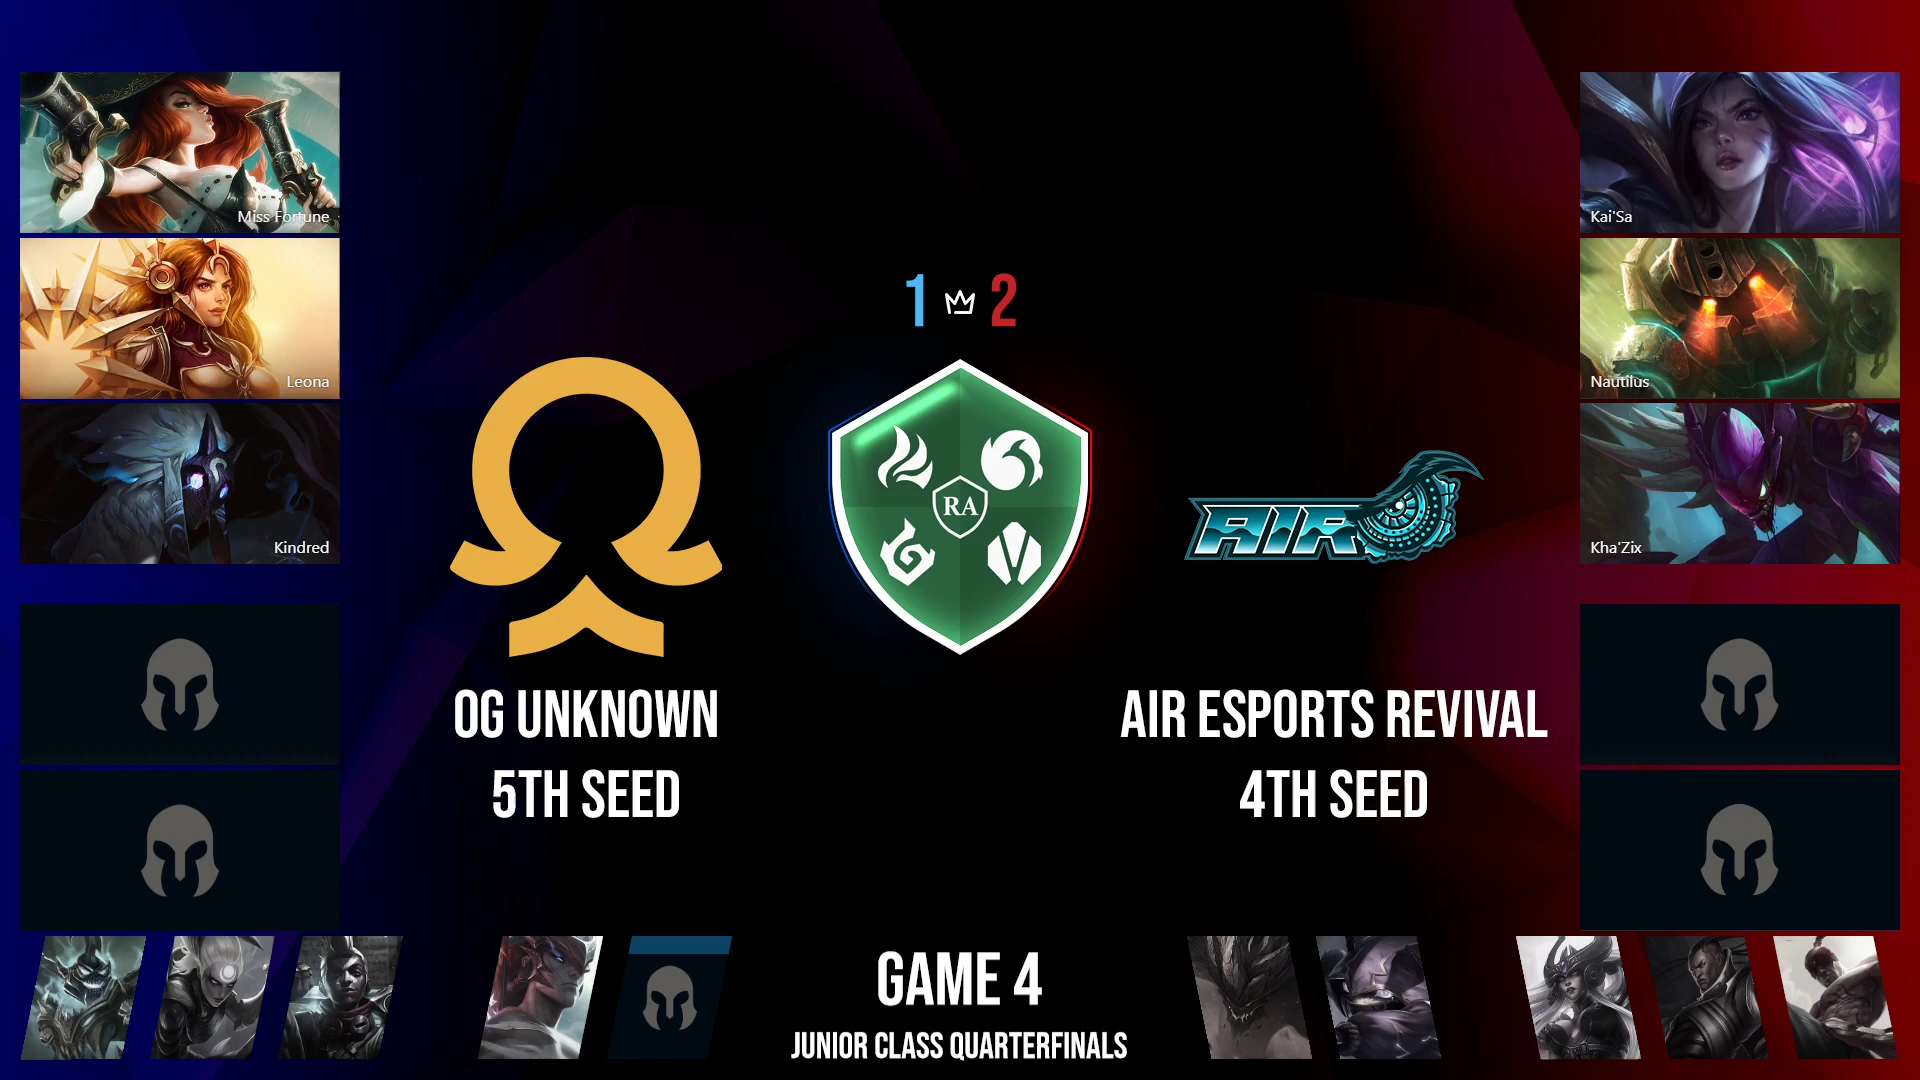 Miss Fortune
Leona
Kindred
1 2
RA
AIR
OG UNKNOWN
5TH SEED
AIR ESPORTS REVIVAL
4TH SEED
Kai'Sa
Nautilus
Kha'Zix
GAME 4
JUNIOR CLASS QUARTERFINALS